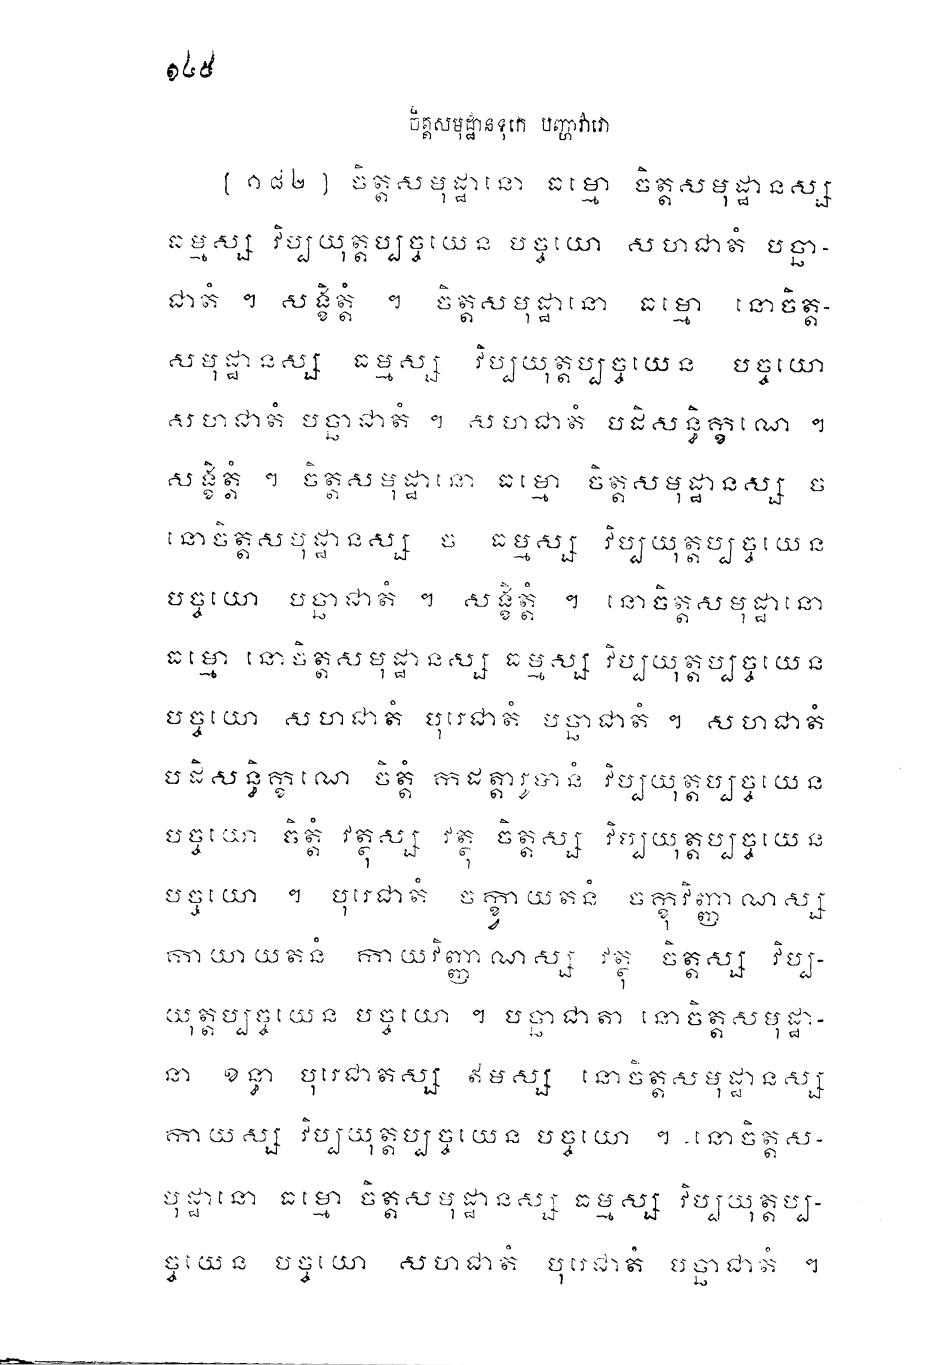 ១៤៥
ចិត្តសមុដ្ឋានទុកេ បញ្ហាវារោ
[ ១៨២ ] ចិត្តសមុដ្ឋានោ ធម្មោ ចិត្តសមុដ្ឋានស្ស
ធម្មស្ស វិប្បយុត្តប្បច្ចយេន បច្ចយោ សហជាតំ បច្ឆា-
ជាតំ ។ សង្ខិត្តំ ។ ចិត្តសមុដ្ឋានោ ធម្មោ នោចិត្ត-
សមុដ្ឋានស្ស ធម្មស្ស វិប្បយុត្តប្បច្ចយេន បច្ចយោ
សហជាតំ បច្ឆាជាតំ ។ សហជាតំ បដិសន្ធិក្ខណេ ។
សង្ខិត្តំ ។ ចិត្តសមុដ្ឋានោ ធម្មោ ចិត្តសមុដ្ឋានស្ស ច
នោចិត្តសមុដ្ឋានស្ស ច ធម្មស្ស វិប្បយុត្តប្បច្ចយេន
បច្ចយោ បច្ឆាជាតំ ។ សង្ខិត្តំ ។ នោចិត្តសមុដ្ឋានោ
ធម្មោ នោចិត្តសមុដ្ឋានស្ស ធម្មស្ស វិប្បយុត្តប្បច្ចយេន
បច្ចយោ សហជាតំ បុរេជាតំ បច្ឆាជាតំ ។ សហជាតំ
បដិសន្ធិក្ខណេ ចិត្តំ កដត្តារូបានំ វិប្បយុត្តប្បច្ចយេន
បច្ចយោ ចិត្តំ វត្ថុស្ស វត្ថុ ចិត្តស្ស វិប្បយុត្តប្បច្ចយេន
បច្ចយោ ។ បុរេជាតំ ចក្ខ្វាយតនំ ចក្ខុវិញ្ញាណស្ស
កាយាយតនំ កាយវិញ្ញាណស្ស វត្ថុ ចិត្តស្ស វិប្ប-
យុត្តប្បច្ចយេន បច្ចយោ ។ បច្ឆាជាតា នោចិត្តសមុដ្ឋា-
នា ខន្ធា បុរេជាតស្ស ឥមស្ស នោចិត្តសមុដ្ឋានស្ស
កាយស្ស វិប្បយុត្តប្បច្ចយេន បច្ចយោ ។ នោចិត្តស-
មុដ្ឋានោ ធម្មោ ចិត្តសមុដ្ឋានស្ស ធម្មស្ស វិប្បយុត្តប្ប-
ច្ចយេន បច្ចយោ សហជាតំ បុរេជាតំ បច្ឆាជាតំ ។